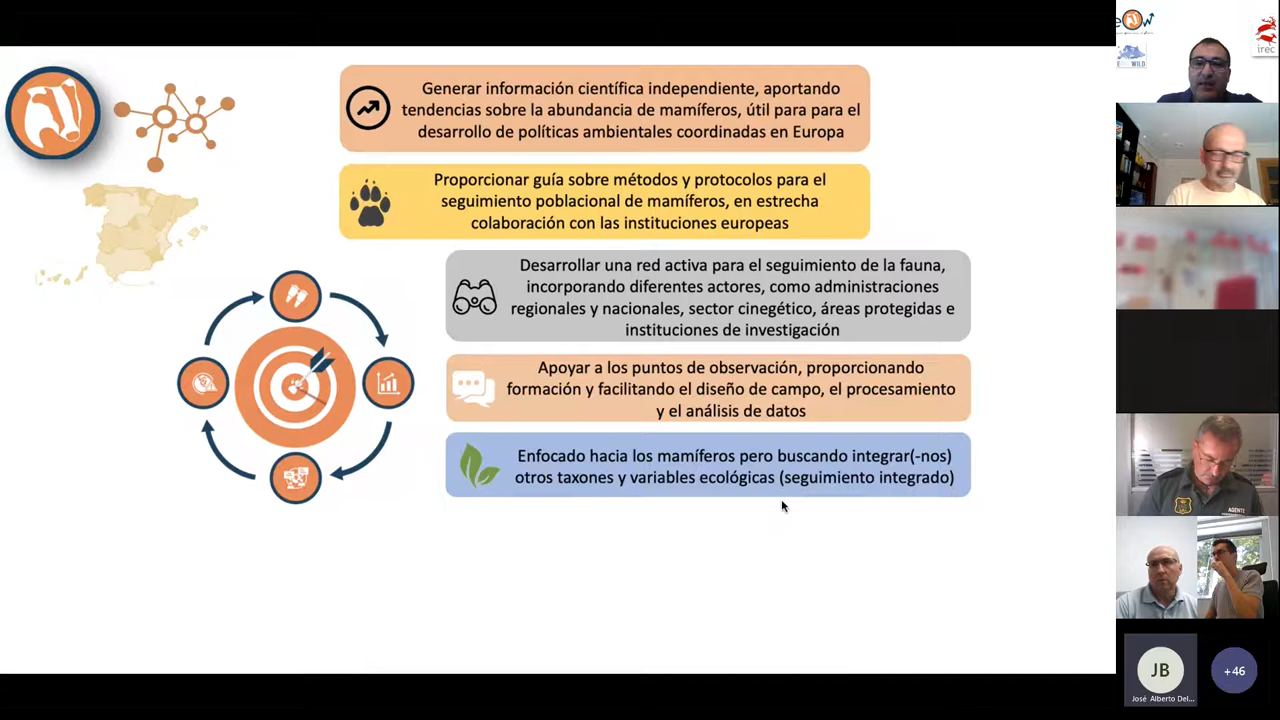 Generar información científica independiente, aportando
tendencias sobre la abundancia de mamíferos, útil para para el
desarrollo de políticas ambientales coordinadas en Europa
Proporcionar guía sobre métodos y protocolos para el
seguimiento poblacional de mamíferos, en estrecha
colaboración con las instituciones europeas
Desarrollar una red activa para el seguimiento de la fauna,
incorporando diferentes actores, como administraciones
regionales y nacionales, sector cinegético, áreas protegidas e
instituciones de investigación
Apoyar a los puntos de observación, proporcionando
formación y facilitando el diseño de campo, el procesamiento
y el análisis de datos
Enfocado hacia los mamíferos pero buscando integrar(-nos)
otros taxones y variables ecológicas (seguimiento integrado)
irec
WILD
AGENTE
JB
José Alberto Del...
+46